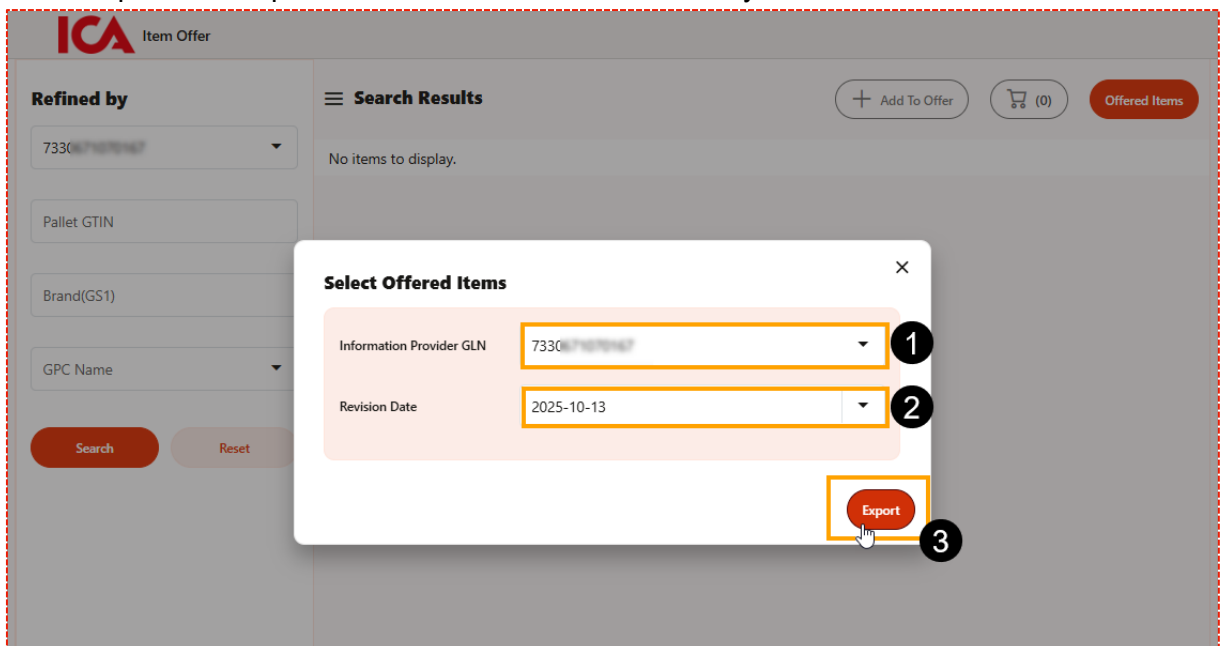 ICA Item Offer
Refined by
Search Results
Add To Offer
(0)
Offered Items
7330
No items to display.
Pallet GTIN
Brand(GS1)
GPC Name
Search
Reset
Select Offered Items
Information Provider GLN
7330
1
Revision Date
2025-10-13
2
Export
3